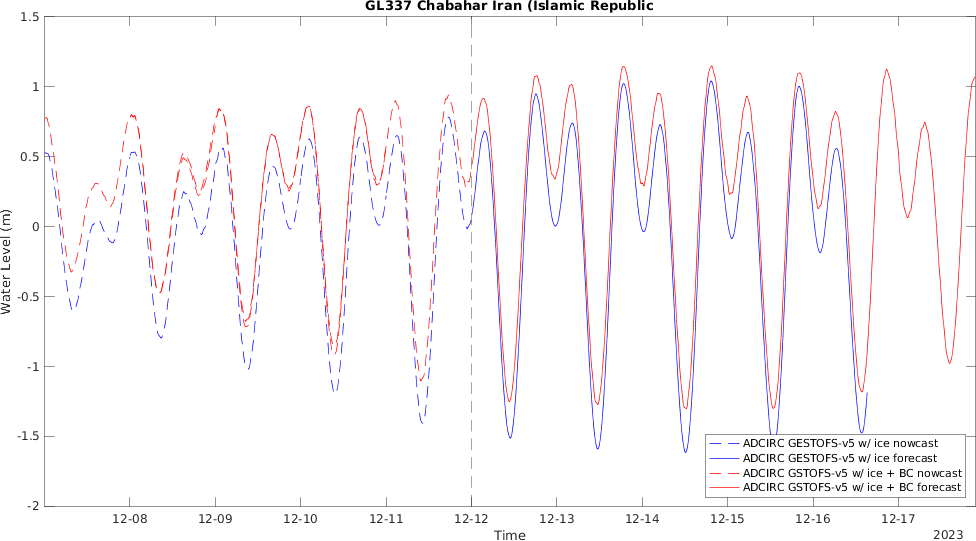 GL337 Chabahar Iran (Islamic Republic
1.5
1
0.5
0
-0.5
-1
-1.5
-2
Water Level (m)
12-08
12-09
12-10
12-11
12-12
12-13
12-14
12-15
12-16
12-17
Time
2023
ADCIRC GESTOFS-v5 w/ ice nowcast
ADCIRC GESTOFS-v5 w/ ice forecast
ADCIRC GSTOFS-v5 w/ ice + BC nowcast
ADCIRC GSTOFS-v5 w/ ice + BC forecast